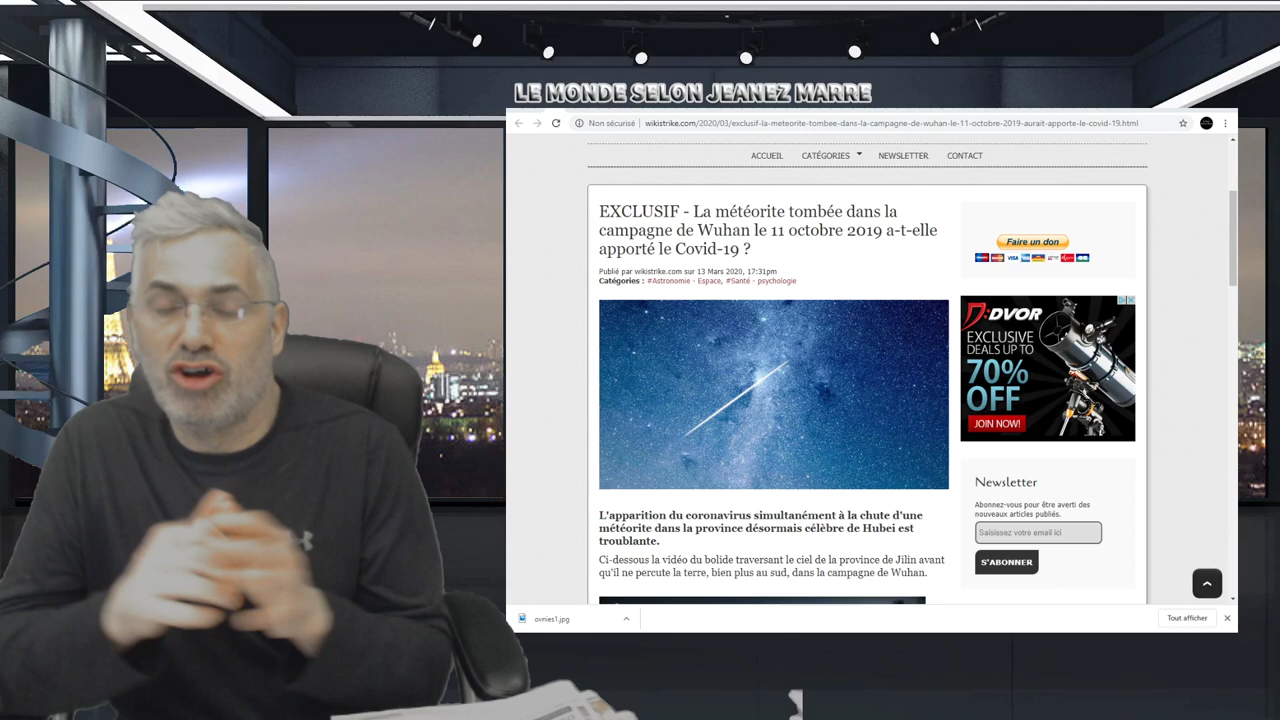 LE MONDE SELON JEANEZ MARRE
Non sécurisé
wikistrike.com/2020/03/exclusif-la-meteorite-tombee-dans-la-campagne-de-wuhan-le-11-octobre-2019-aurait-apporte-le-covid-19.html
ACCUEIL CATÉGORIES NEWSLETTER CONTACT
EXCLUSIF - La météorite tombée dans la
campagne de Wuhan le 11 octobre 2019 a-t-elle
apporté le Covid-19 ?
Publié par wikistrike.com sur 13 Mars 2020, 17:31pm
Catégories : #Astronomie - Espace, #Santé - psychologie
L'apparition du coronavirus simultanément à la chute d'une
météorite dans la province désormais célèbre de Hubei est
troublante.
Ci-dessous la vidéo du bolide traversant le ciel de la province de Jilin avant
qu'il ne percute la terre, bien plus au sud, dans la campagne de Wuhan.
Faire un don
VISA
DVOR
EXCLUSIVE
DEALS UP TO
70%
OFF
JOIN NOW!
Newsletter
Abonnez-vous pour être averti des
nouveaux articles publiés.
Saisissez votre email ici
S'ABONNER
ovnies1.jpg
Tout afficher